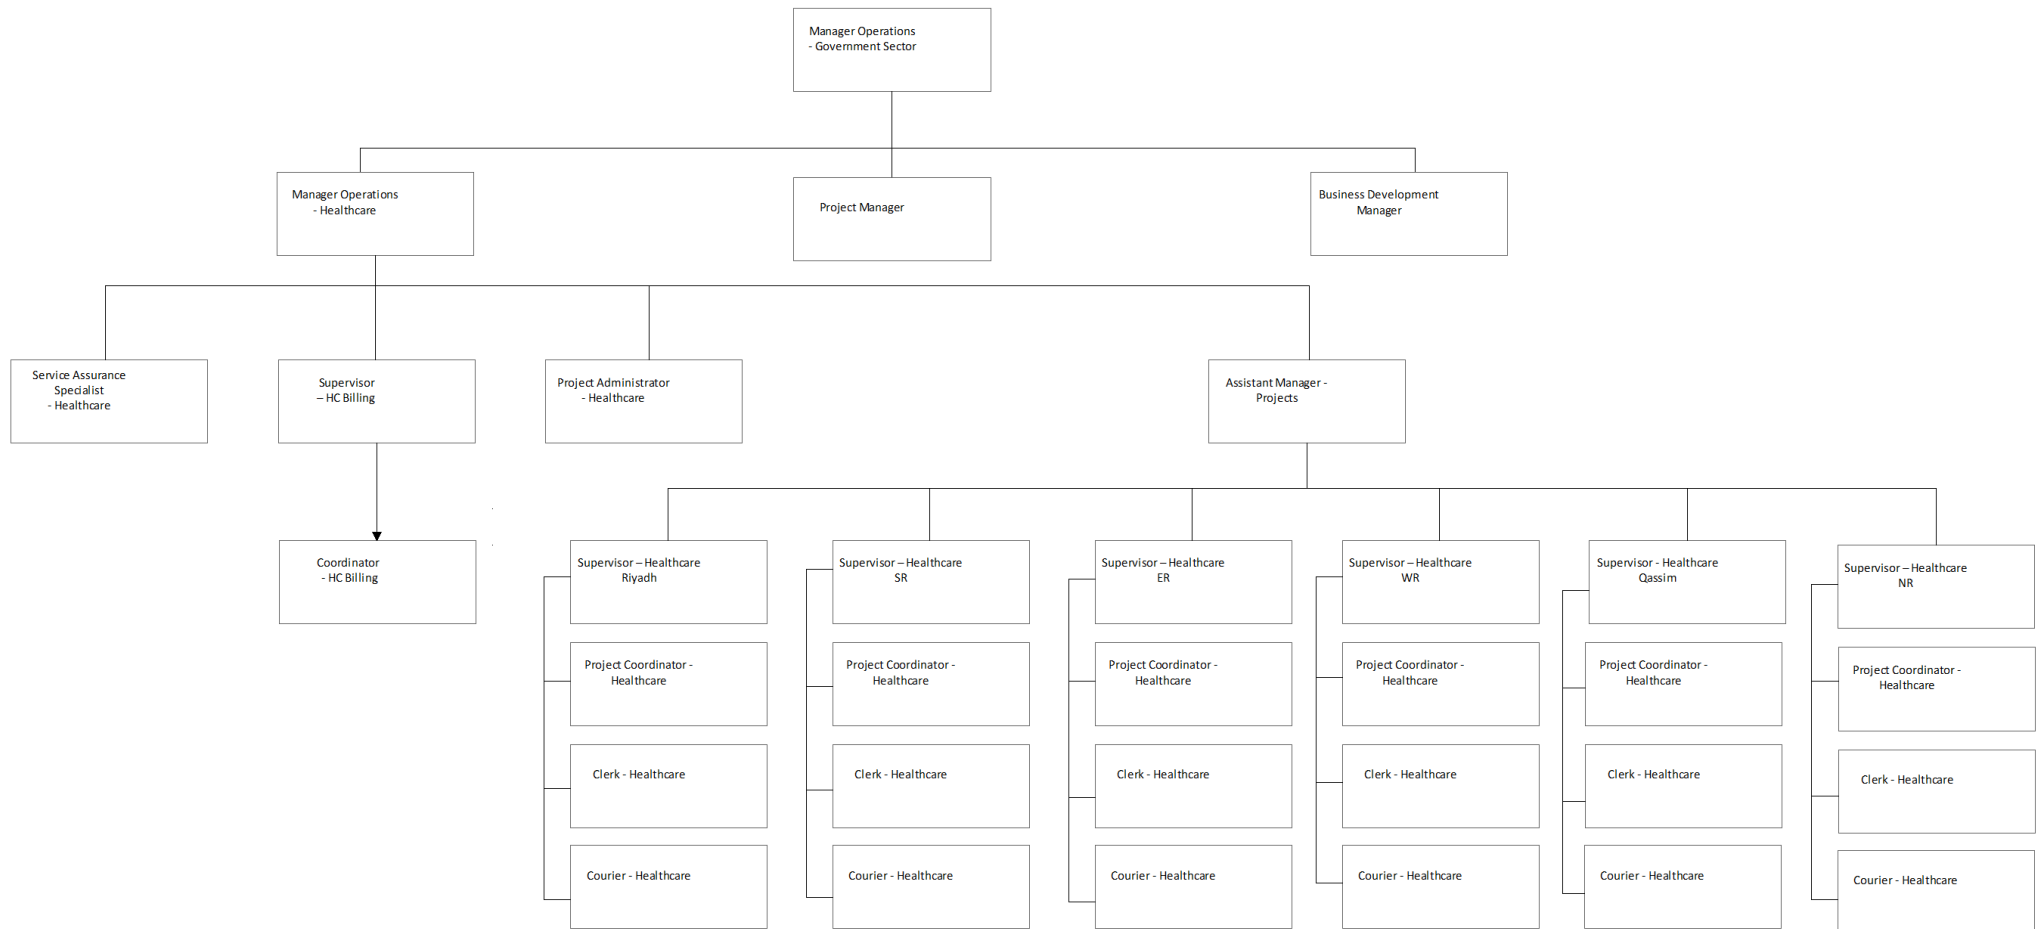 Manager Operations
- Government Sector
Manager Operations
- Healthcare
Project Manager
Business Development
Manager
Service Assurance
Specialist
- Healthcare
Supervisor
– HC Billing
Project Administrator
- Healthcare
Assistant Manager -
Projects
Coordinator
- HC Billing
Supervisor – Healthcare
Riyadh
Project Coordinator -
Healthcare
Clerk - Healthcare
Courier - Healthcare
Supervisor – Healthcare
SR
Project Coordinator -
Healthcare
Clerk - Healthcare
Courier - Healthcare
Supervisor – Healthcare
ER
Project Coordinator -
Healthcare
Clerk - Healthcare
Courier - Healthcare
Supervisor – Healthcare
WR
Project Coordinator -
Healthcare
Clerk - Healthcare
Courier - Healthcare
Supervisor - Healthcare
Qassim
Project Coordinator -
Healthcare
Clerk - Healthcare
Courier - Healthcare
Supervisor – Healthcare
NR
Project Coordinator -
Healthcare
Clerk - Healthcare
Courier - Healthcare